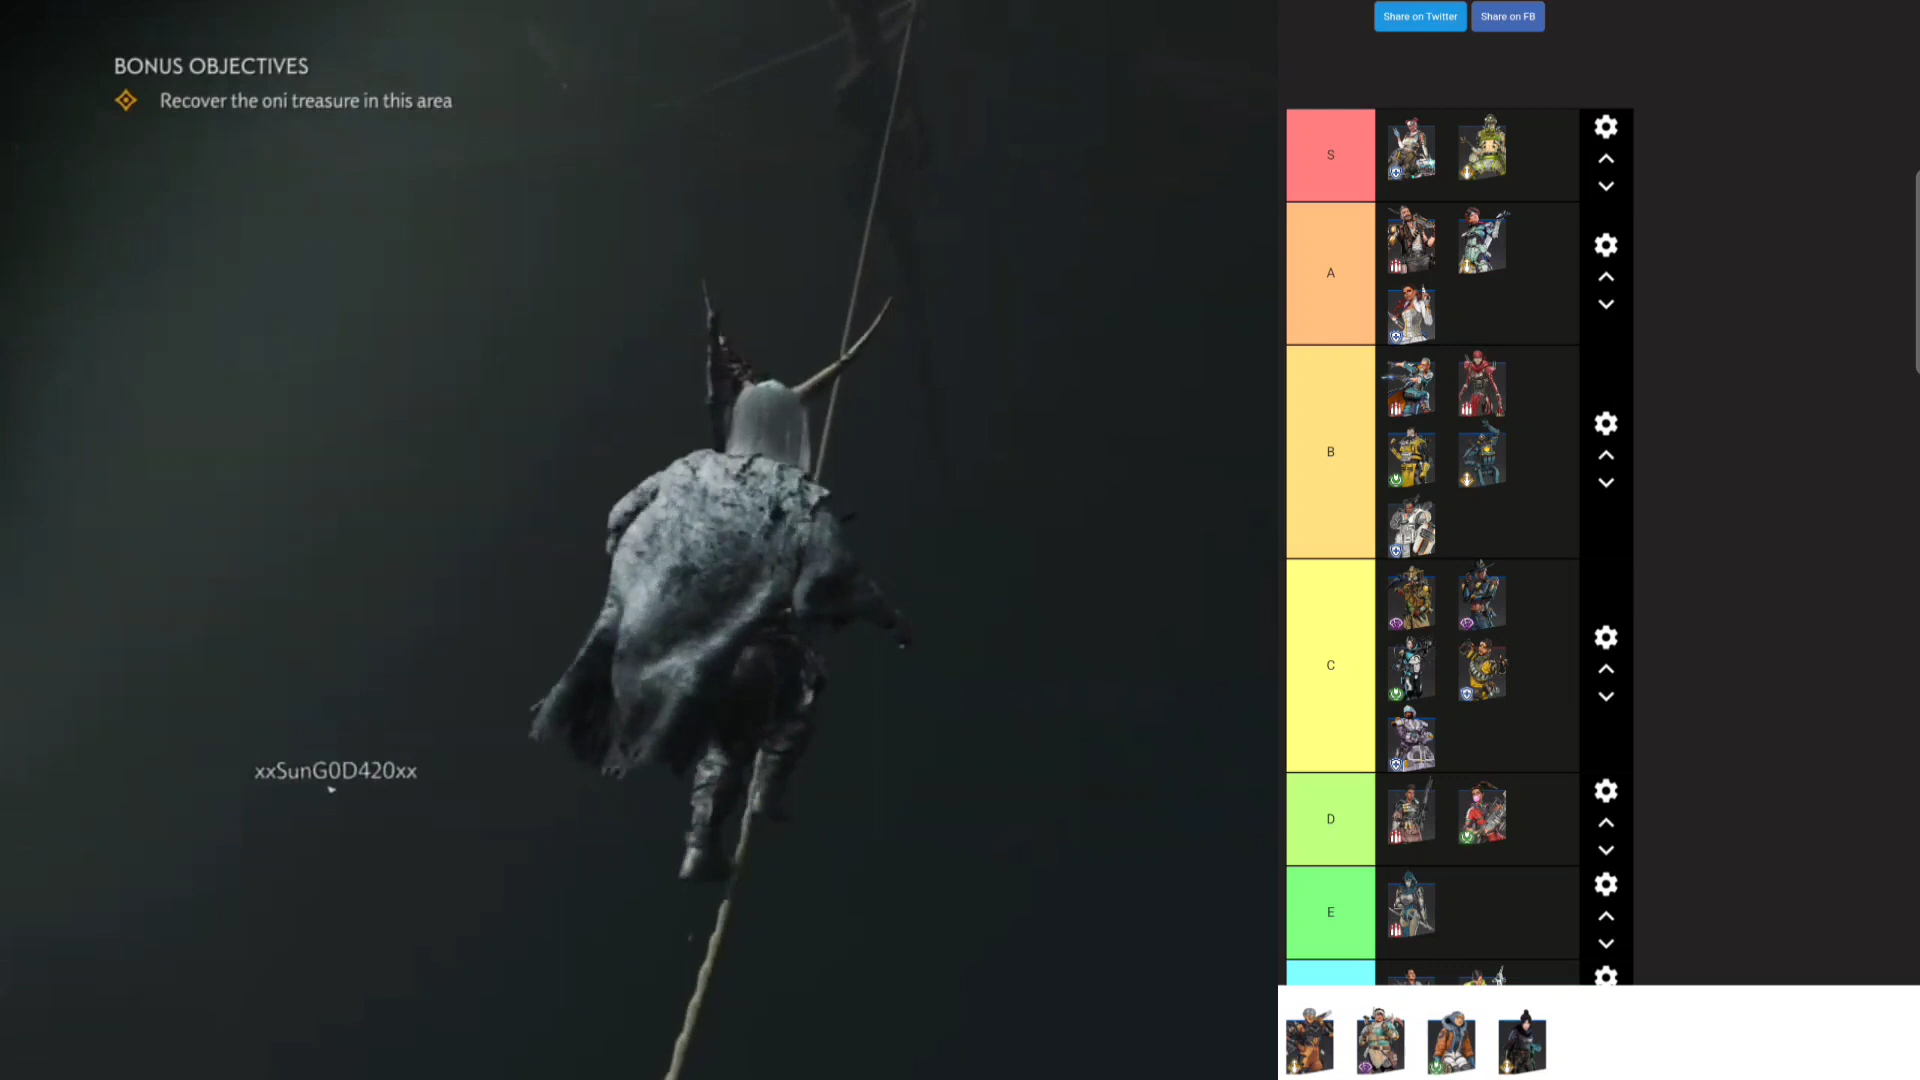 BONUS OBJECTIVES
Recover the oni treasure in this area
xxSunG0D420xx
Share on Twitter
Share on FB
S
A
B
C
D
E